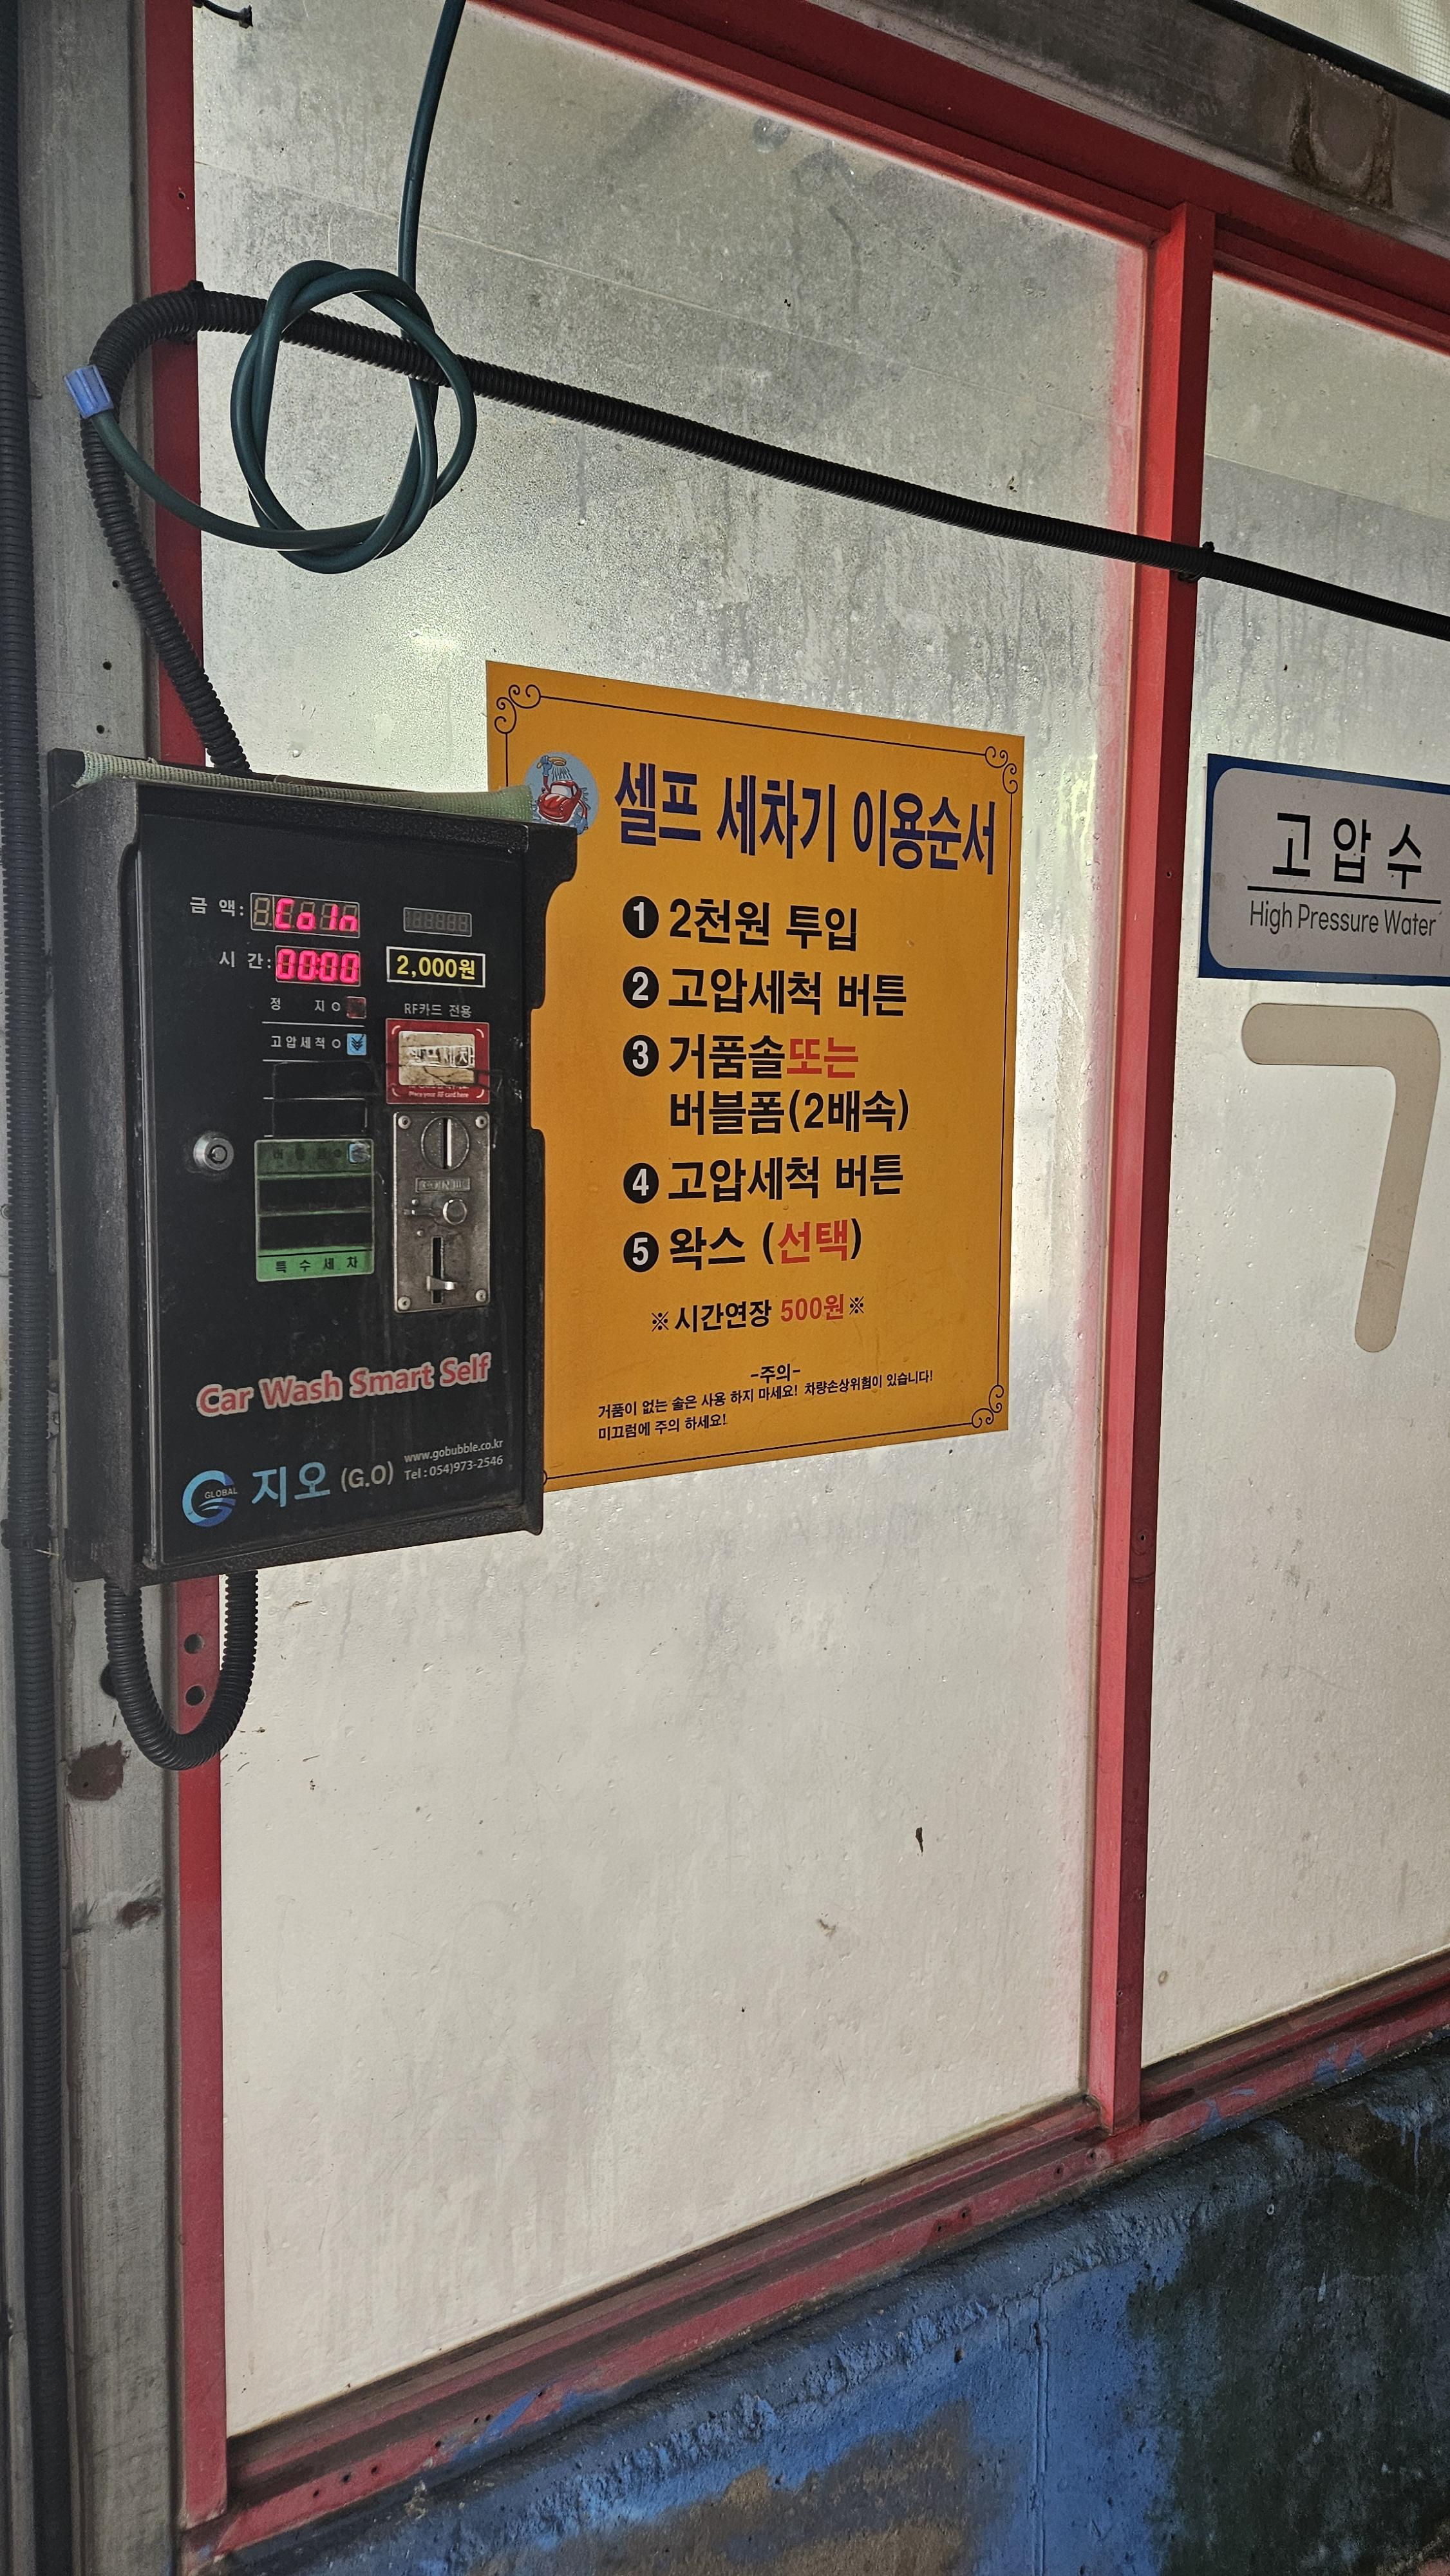 금 액: Coin
시 간: 00:00
2,000원
정 지
RF카드 전용
고압세척
특수세차
Car Wash Smart Self
GLOBAL
지오 (G.O)
www.gobubble.co.kr
Tel : 054)973-2546
셀프 세차기 이용순서
❶ 2천원 투입
❷ 고압세척 버튼
❸ 거품솔또는
버블폼(2배속)
❹ 고압세척 버튼
❺ 왁스 (선택)
※시간연장 500원※
-주의-
거품이 없는 솔은 사용 하지 마세요! 차량손상위험이 있습니다!
미끄럼에 주의 하세요!
고압수
High Pressure Water